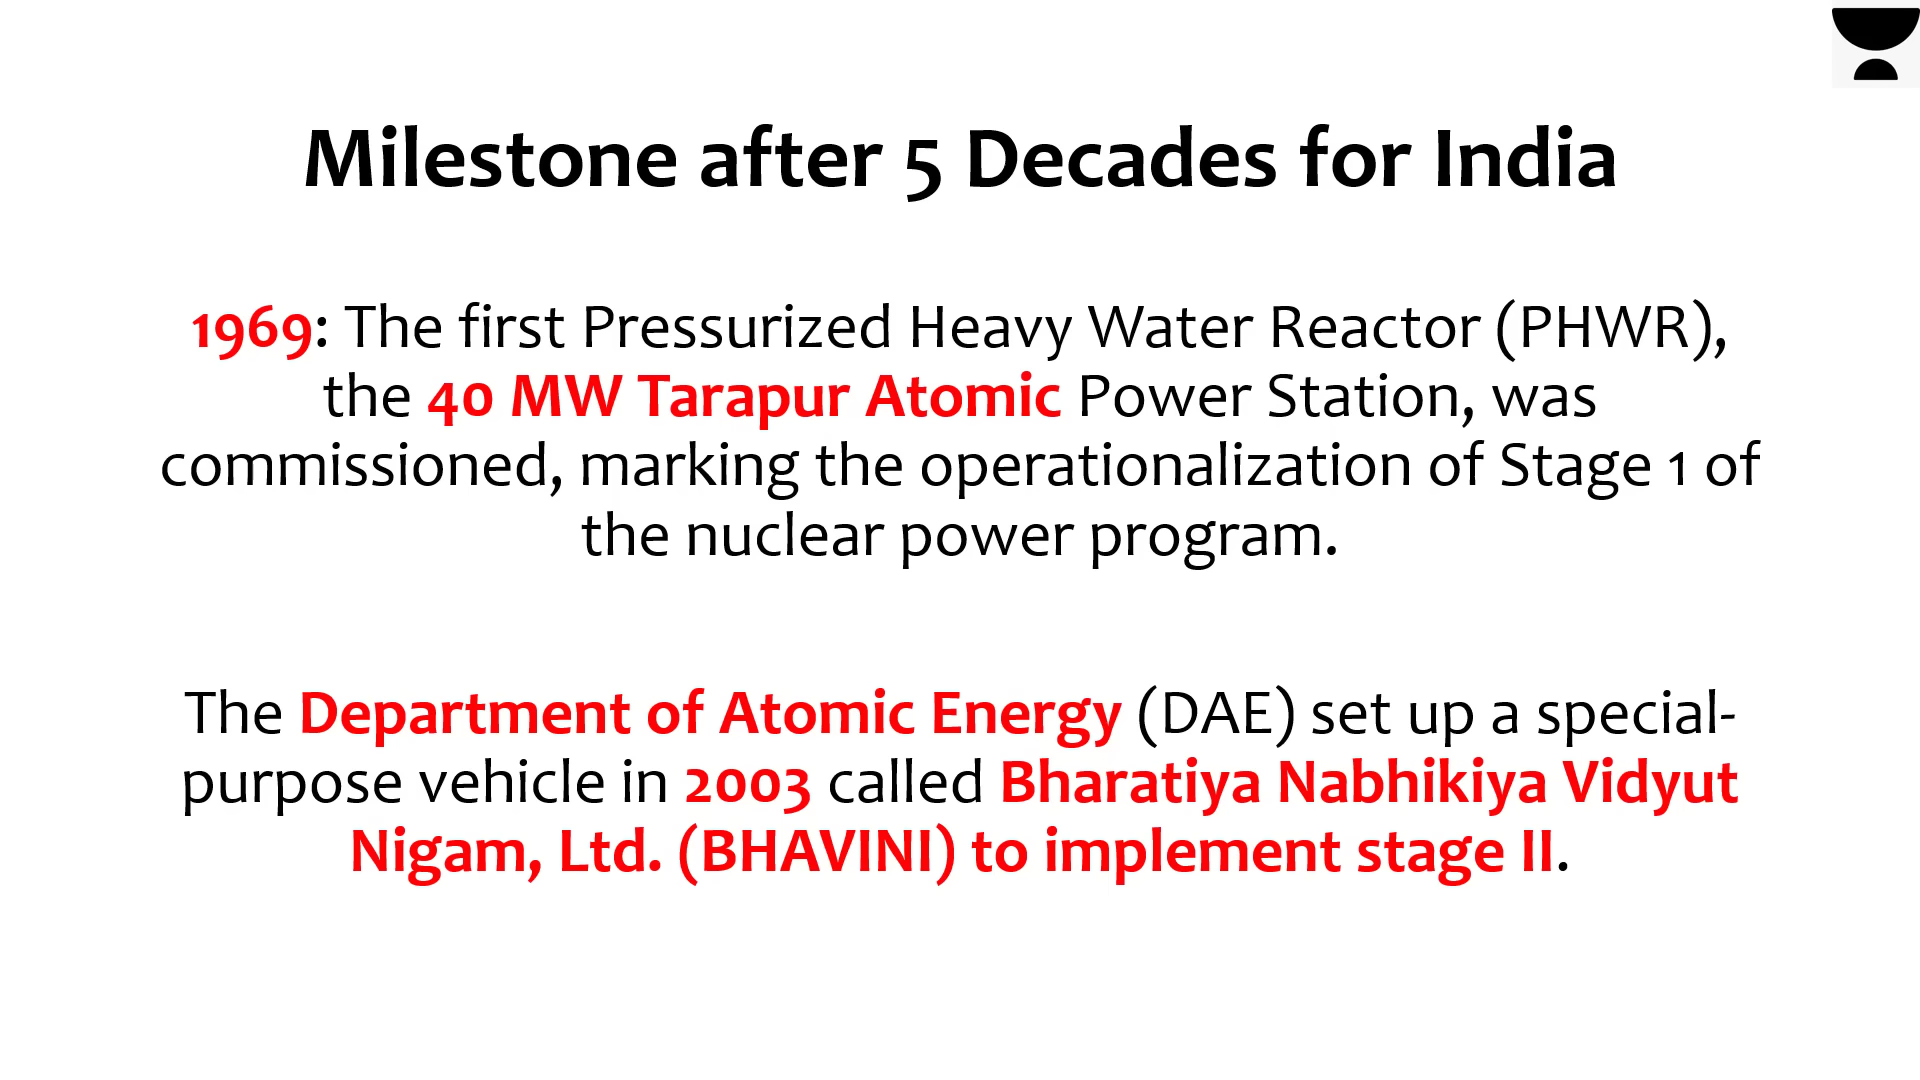 Milestone after 5 Decades for India
1969: The first Pressurized Heavy Water Reactor (PHWR),
the 40 MW Tarapur Atomic Power Station, was
commissioned, marking the operationalization of Stage 1 of
the nuclear power program.
The Department of Atomic Energy (DAE) set up a special-
purpose vehicle in 2003 called Bharatiya Nabhikiya Vidyut
Nigam, Ltd. (BHAVINI) to implement stage II.